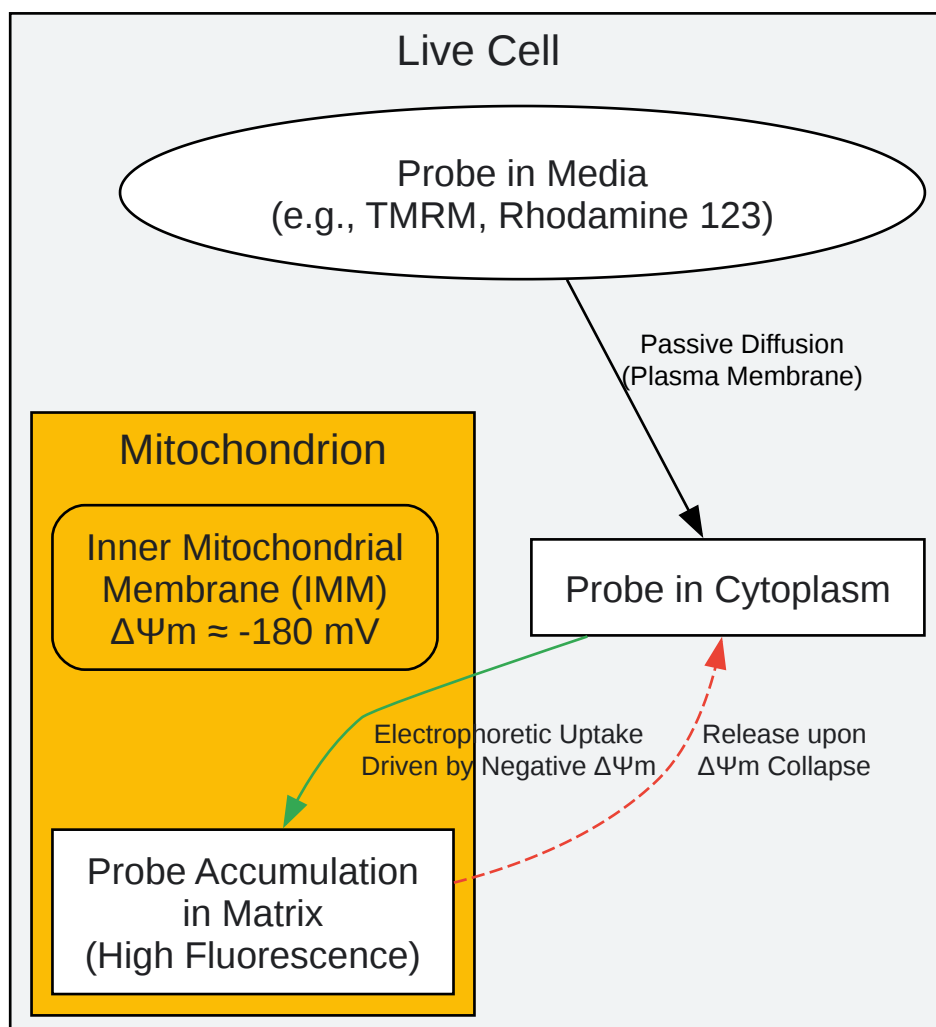 Live Cell
Probe in Media
(e.g., TMRM, Rhodamine 123)
Passive Diffusion
(Plasma Membrane)
Mitochondrion
Inner Mitochondrial
Membrane (IMM)
ΔΨm ≈ -180 mV
Probe in Cytoplasm
Electrophoretic Uptake
Driven by Negative ΔΨm
Release upon
ΔΨm Collapse
Probe Accumulation
in Matrix
(High Fluorescence)